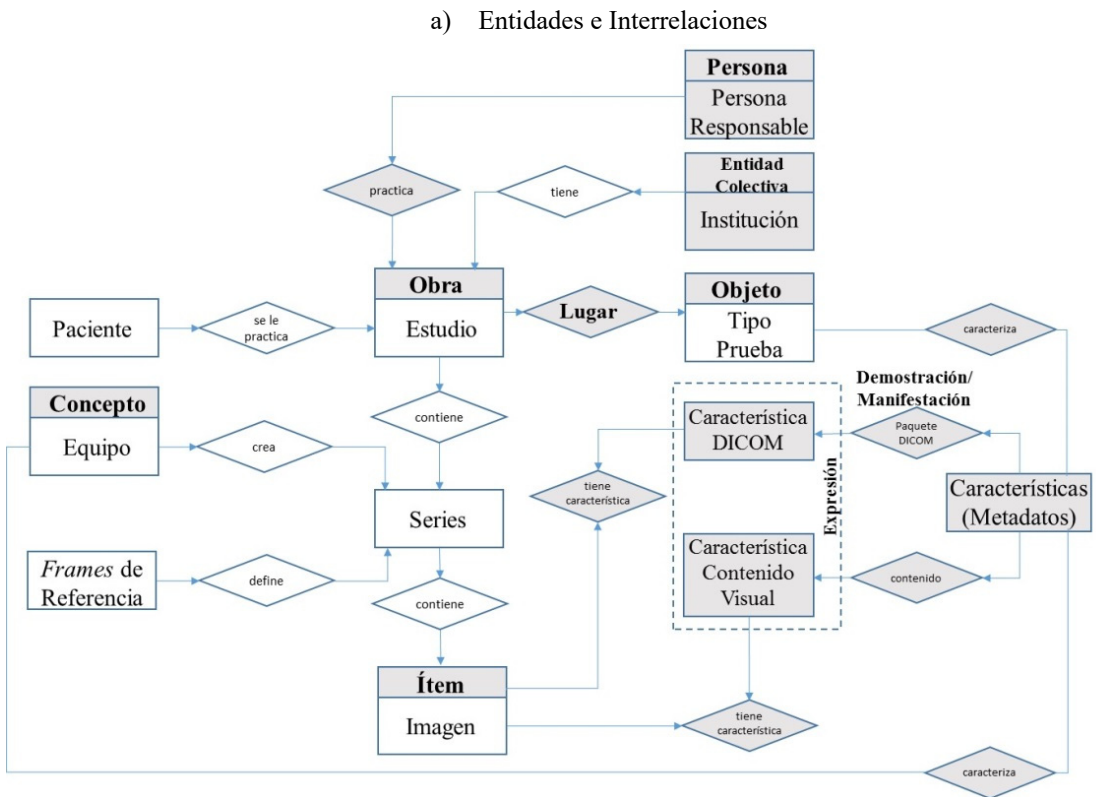 a) Entidades e Interrelaciones
Persona
Persona
Responsable
practica
tiene
Entidad
Colectiva
Institución
Obra
Estudio
Lugar
Objeto
Tipo
Prueba
Paciente
se le
practica
caracteriza
contiene
Concepto
Equipo
crea
Demostración/
Manifestación
Característica
DICOM
Paquete
DICOM
tiene
característica
Expresión
Características
(Metadatos)
Series
Característica
Contenido
Visual
contenido
Frames de
Referencia
define
contiene
Ítem
Imagen
tiene
característica
caracteriza